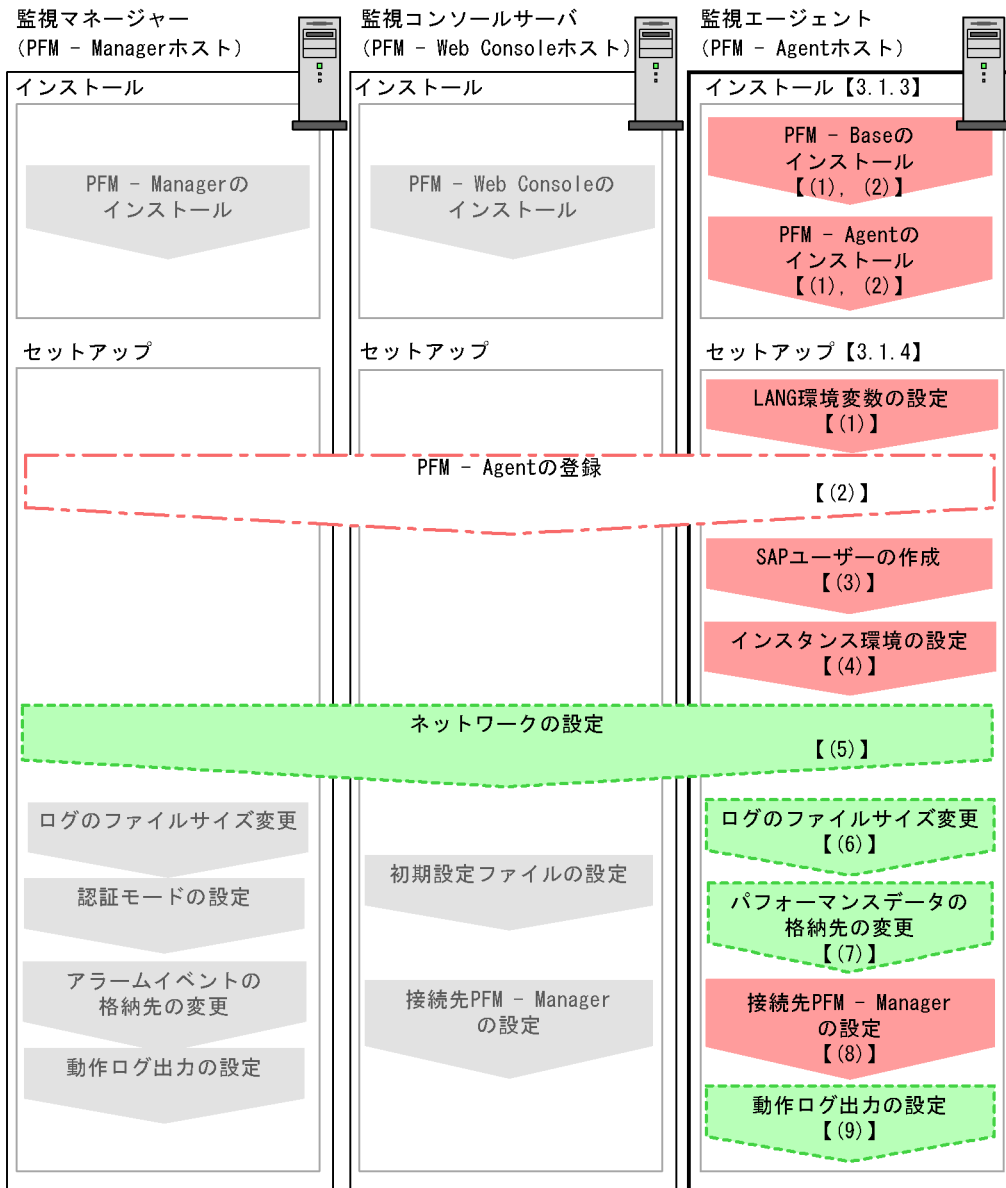 監視マネージャー
(PFM - Managerホスト)
インストール
PFM - Managerの
インストール
セットアップ
監視コンソールサーバ
(PFM - Web Consoleホスト)
インストール
PFM - Web Consoleの
インストール
セットアップ
監視エージェント
(PFM - Agentホスト)
インストール【3.1.3】
PFM - Baseの
インストール
【(1), (2)】
PFM - Agentの
インストール
【(1), (2)】
セットアップ【3.1.4】
LANG環境変数の設定
【(1)】
PFM - Agentの登録
【(2)】
SAPユーザーの作成
【(3)】
インスタンス環境の設定
【(4)】
ネットワークの設定
【(5)】
ログのファイルサイズ変更
認証モードの設定
アラームイベントの
格納先の変更
動作ログ出力の設定
初期設定ファイルの設定
接続先PFM - Manager
の設定
ログのファイルサイズ変更
【(6)】
パフォーマンスデータの
格納先の変更
【(7)】
接続先PFM - Manager
の設定
【(8)】
動作ログ出力の設定
【(9)】